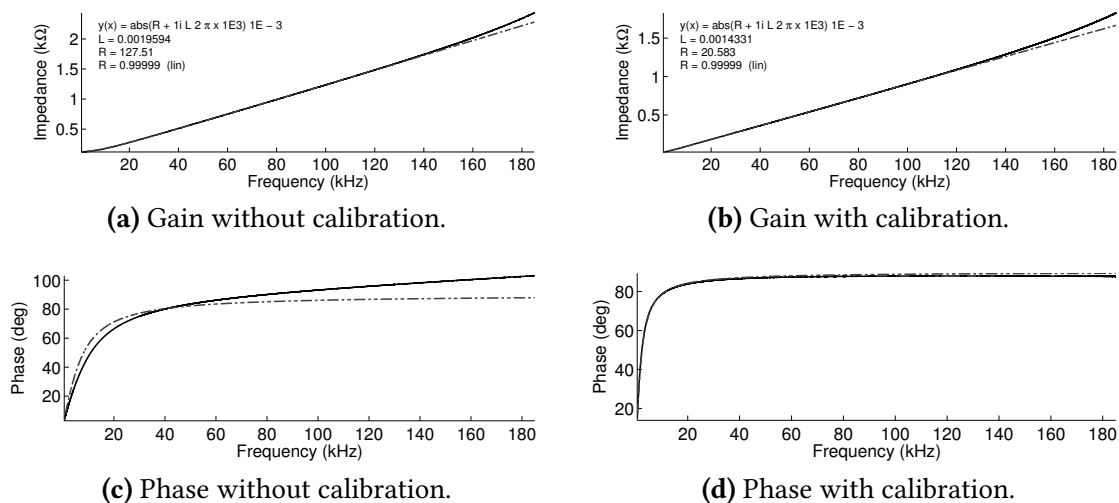 y(x) = abs(R + 1i L 2 π x 1E3) 1E − 3
L = 0.0019594
R = 127.51
R = 0.99999 (lin)
2
1.5
1
0.5
Impedance (kΩ)
20 40 60 80 100 120 140 160 180
Frequency (kHz)
(a) Gain without calibration.
y(x) = abs(R + 1i L 2 π x 1E3) 1E − 3
L = 0.0014331
R = 20.583
R = 0.99999 (lin)
1.5
1
0.5
Impedance (kΩ)
20 40 60 80 100 120 140 160 180
Frequency (kHz)
(b) Gain with calibration.
100
80
60
40
20
Phase (deg)
20 40 60 80 100 120 140 160 180
Frequency (kHz)
(c) Phase without calibration.
80
60
40
20
Phase (deg)
20 40 60 80 100 120 140 160 180
Frequency (kHz)
(d) Phase with calibration.